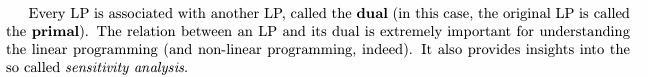 Every LP is associated with another LP, called the dual (in this case, the original LP is called
the primal). The relation between an LP and its dual is extremely important for understanding
the linear programming (and non-linear programming, indeed). It also provides insights into the
so called sensitivity analysis.